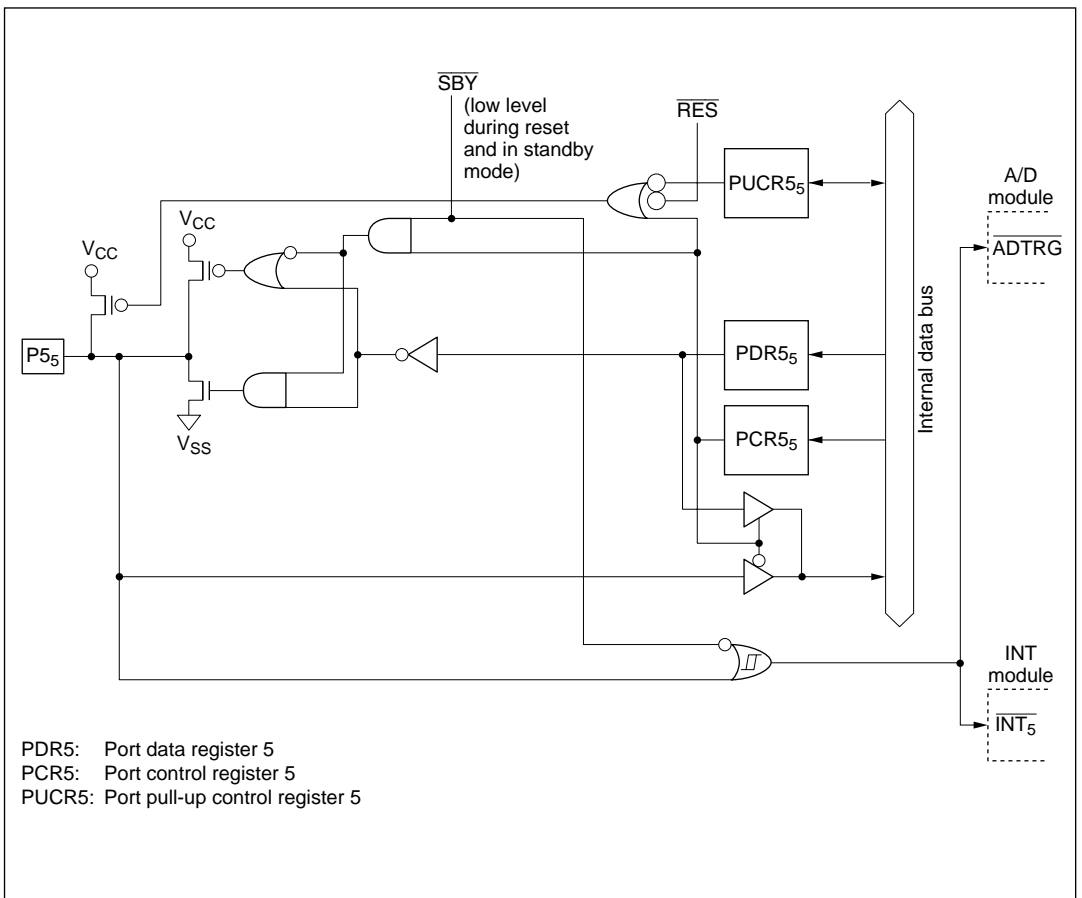 SBY
(low level
during reset
and in standby
mode)
RES
PUCR5₅
A/D
module
ADTRG
VCC
VCC
P5₅
VSS
PDR5₅
PCR5₅
Internal data bus
INT
module
INT₅
PDR5: Port data register 5
PCR5: Port control register 5
PUCR5: Port pull-up control register 5